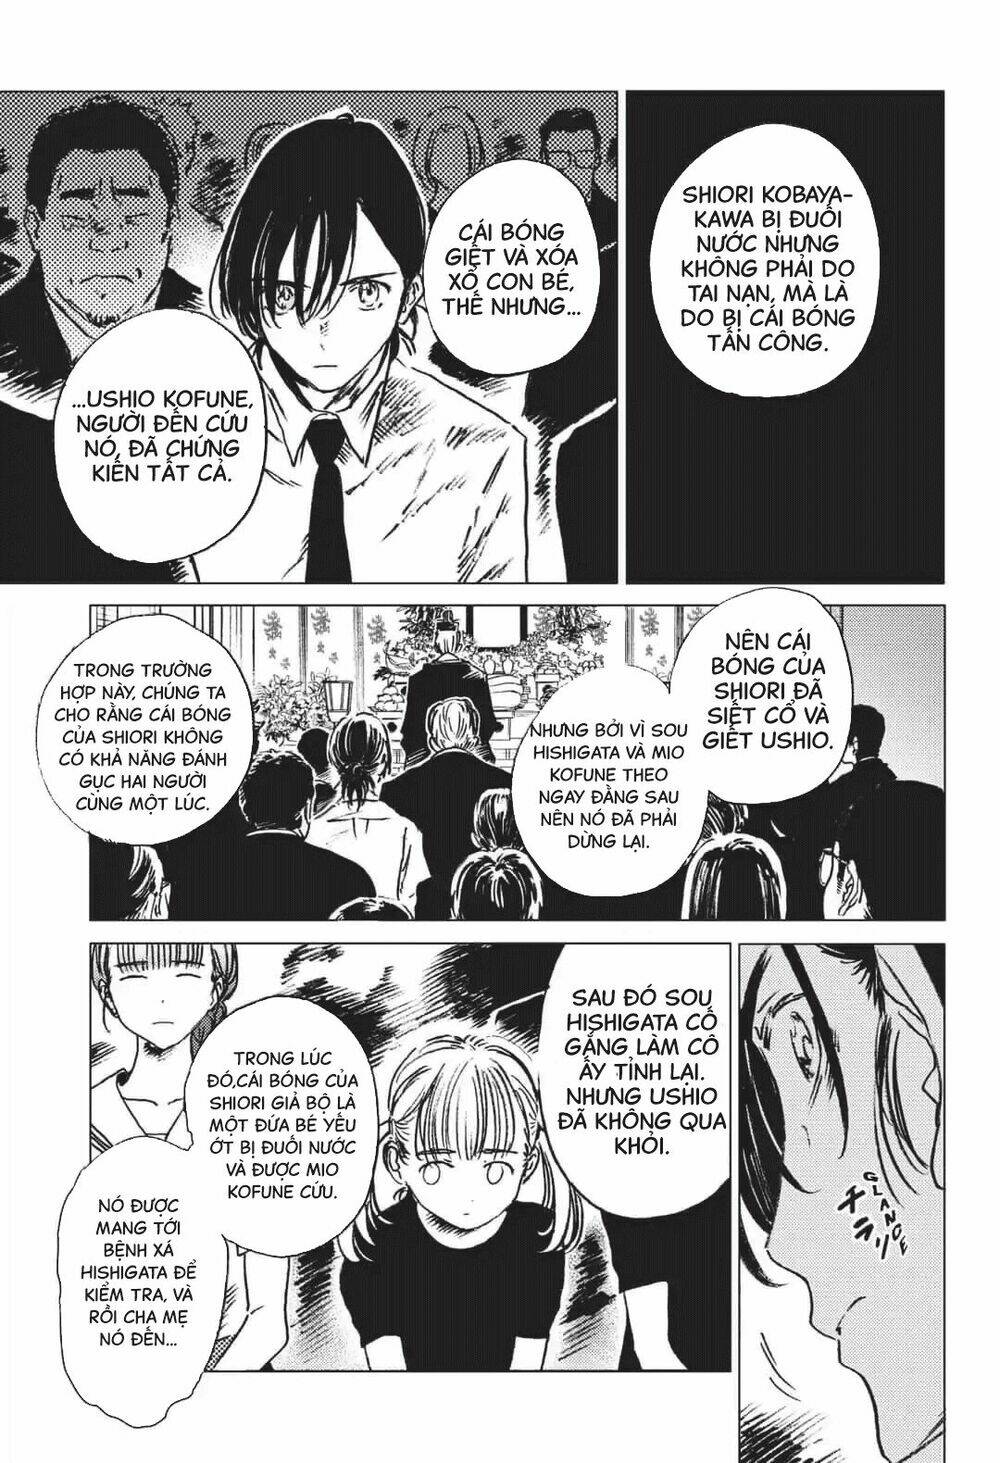 SHIORI KOBAYA-
KAWA BỊ ĐUỐI
NƯỚC NHƯNG
KHÔNG PHẢI DO
TAI NẠN, MÀ LÀ
DO BỊ CÁI BÓNG
TẤN CÔNG.
CÁI BÓNG
GIẾT VÀ XÓA
XỔ CON BÉ,
THẾ NHƯNG...
...USHIO KOFUNE,
NGƯỜI ĐẾN CỨU
NÓ, ĐÃ CHỨNG
KIẾN TẤT CẢ.
NÊN CÁI
BÓNG CỦA
SHIORI ĐÃ
SIẾT CỔ VÀ
GIẾT USHIO.
NHƯNG BỞI VÌ SOU
HISHIGATA VÀ MIO
KOFUNE THEO
NGAY ĐẰNG SAU
NÊN NÓ ĐÃ PHẢI
DỪNG LẠI.
TRONG TRƯỜNG
HỢP NÀY, CHÚNG TA
CHO RẰNG CÁI BÓNG
CỦA SHIORI KHÔNG
CÓ KHẢ NĂNG ĐÁNH
GỤC HAI NGƯỜI
CÙNG MỘT LÚC.
チラリ
GLANCE
SAU ĐÓ SOU
HISHIGATA CỐ
GẮNG LÀM CÔ
ẤY TỈNH LẠI.
NHƯNG USHIO
ĐÃ KHÔNG QUA
KHỎI.
TRONG LÚC
ĐÓ,CÁI BÓNG CỦA
SHIORI GIẢ BỘ LÀ
MỘT ĐỨA BÉ YẾU
ỚT BỊ ĐUỐI NƯỚC
VÀ ĐƯỢC MIO
KOFUNE CỨU.
NÓ ĐƯỢC
MANG TỚI
BỆNH XÁ
HISHIGATA ĐỂ
KIỂM TRA, VÀ
RỒI CHA MẸ
NÓ ĐẾN...